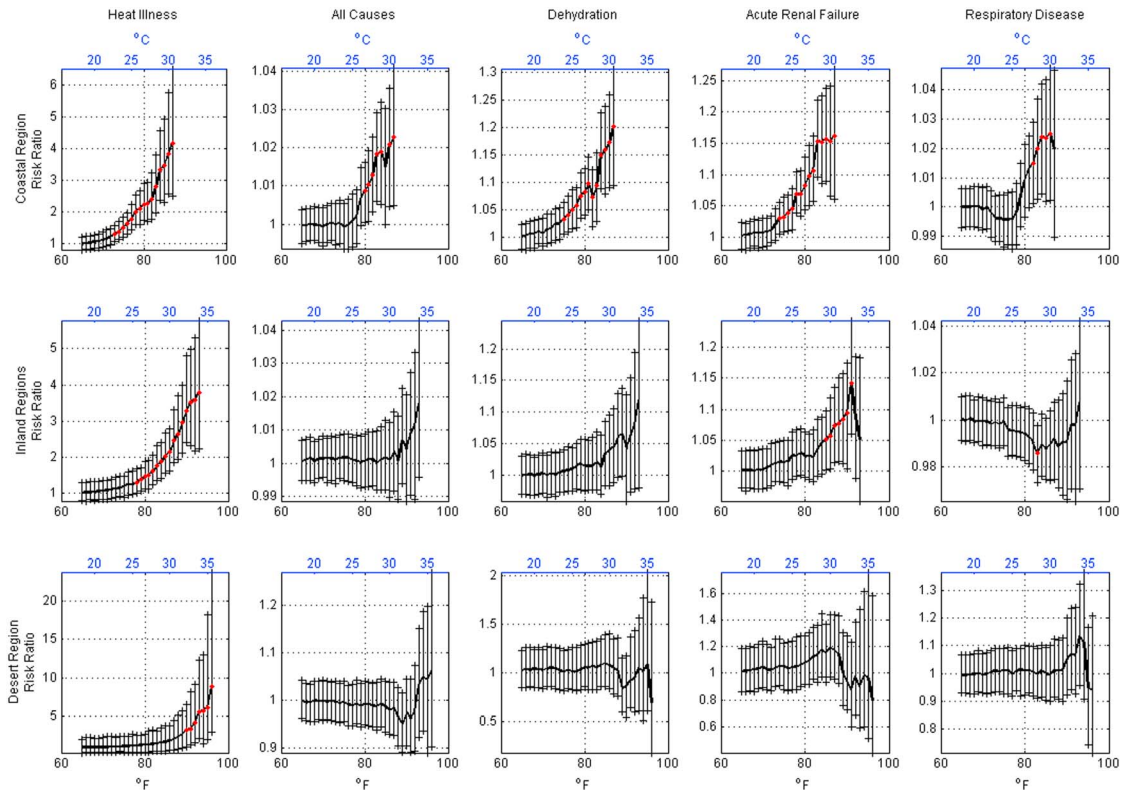 Heat Illness All Causes Dehydration Acute Renal Failure Respiratory Disease
°C °C °C °C °C
20 25 30 35 20 25 30 35 20 25 30 35 20 25 30 35 20 25 30 35
Coastal Region
Risk Ratio
6 5 4 3 2 1
1.04 1.03 1.02 1.01 1
1.3 1.25 1.2 1.15 1.1 1.05 1
1.25 1.2 1.15 1.1 1.05 1
1.04 1.02 1 0.99
60 80 100 60 80 100 60 80 100 60 80 100 60 80 100
20 25 30 35 20 25 30 35 20 25 30 35 20 25 30 35 20 25 30 35
Inland Regions
Risk Ratio
5 4 3 2 1
1.04 1.03 1.02 1.01 1 0.99
1.2 1.15 1.1 1.05 1
1.2 1.15 1.1 1.05 1
1.04 1.02 1 0.98
60 80 100 60 80 100 60 80 100 60 80 100 60 80 100
20 25 30 35 20 25 30 35 20 25 30 35 20 25 30 35 20 25 30 35
Desert Region
Risk Ratio
20 15 10 5
1.2 1.1 1 0.9
2 1.5 1 0.5
1.6 1.4 1.2 1 0.8 0.6
1.3 1.2 1.1 1 0.9 0.8
60 80 100 60 80 100 60 80 100 60 80 100 60 80 100
°F °F °F °F °F